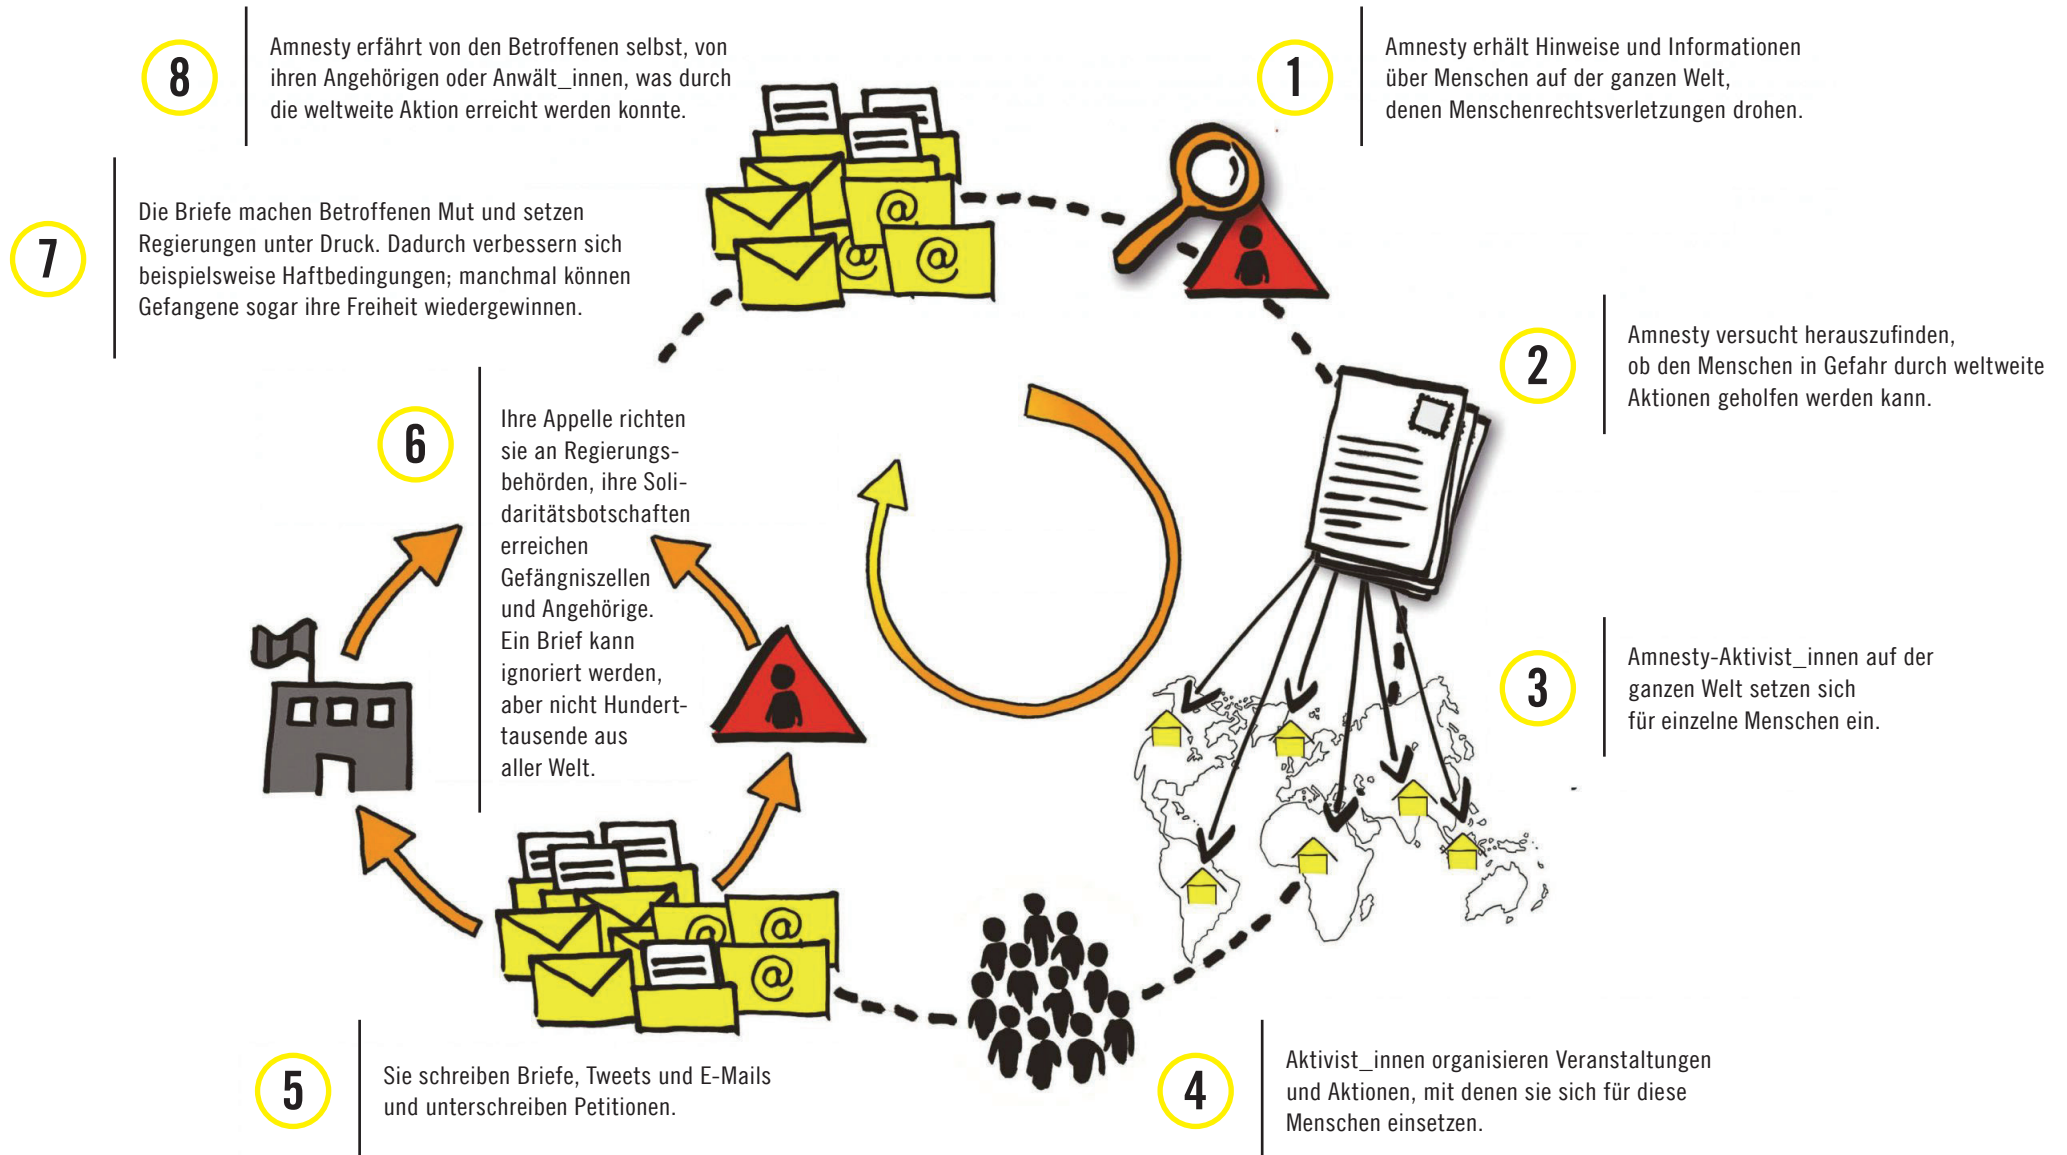 1
Amnesty erhält Hinweise und Informationen
über Menschen auf der ganzen Welt,
denen Menschenrechtsverletzungen drohen.
2
Amnesty versucht herauszufinden,
ob den Menschen in Gefahr durch weltweite
Aktionen geholfen werden kann.
3
Amnesty-Aktivist_innen auf der
ganzen Welt setzen sich
für einzelne Menschen ein.
4
Aktivist_innen organisieren Veranstaltungen
und Aktionen, mit denen sie sich für diese
Menschen einsetzen.
5
Sie schreiben Briefe, Tweets und E-Mails
und unterschreiben Petitionen.
6
Ihre Appelle richten
sie an Regierungs-
behörden, ihre Soli-
daritätsbotschaften
erreichen
Gefängniszellen
und Angehörige.
Ein Brief kann
ignoriert werden,
aber nicht Hundert-
tausende aus
aller Welt.
7
Die Briefe machen Betroffenen Mut und setzen
Regierungen unter Druck. Dadurch verbessern sich
beispielsweise Haftbedingungen; manchmal können
Gefangene sogar ihre Freiheit wiedergewinnen.
8
Amnesty erfährt von den Betroffenen selbst, von
ihren Angehörigen oder Anwält_innen, was durch
die weltweite Aktion erreicht werden konnte.
@
@
@
@
@
@